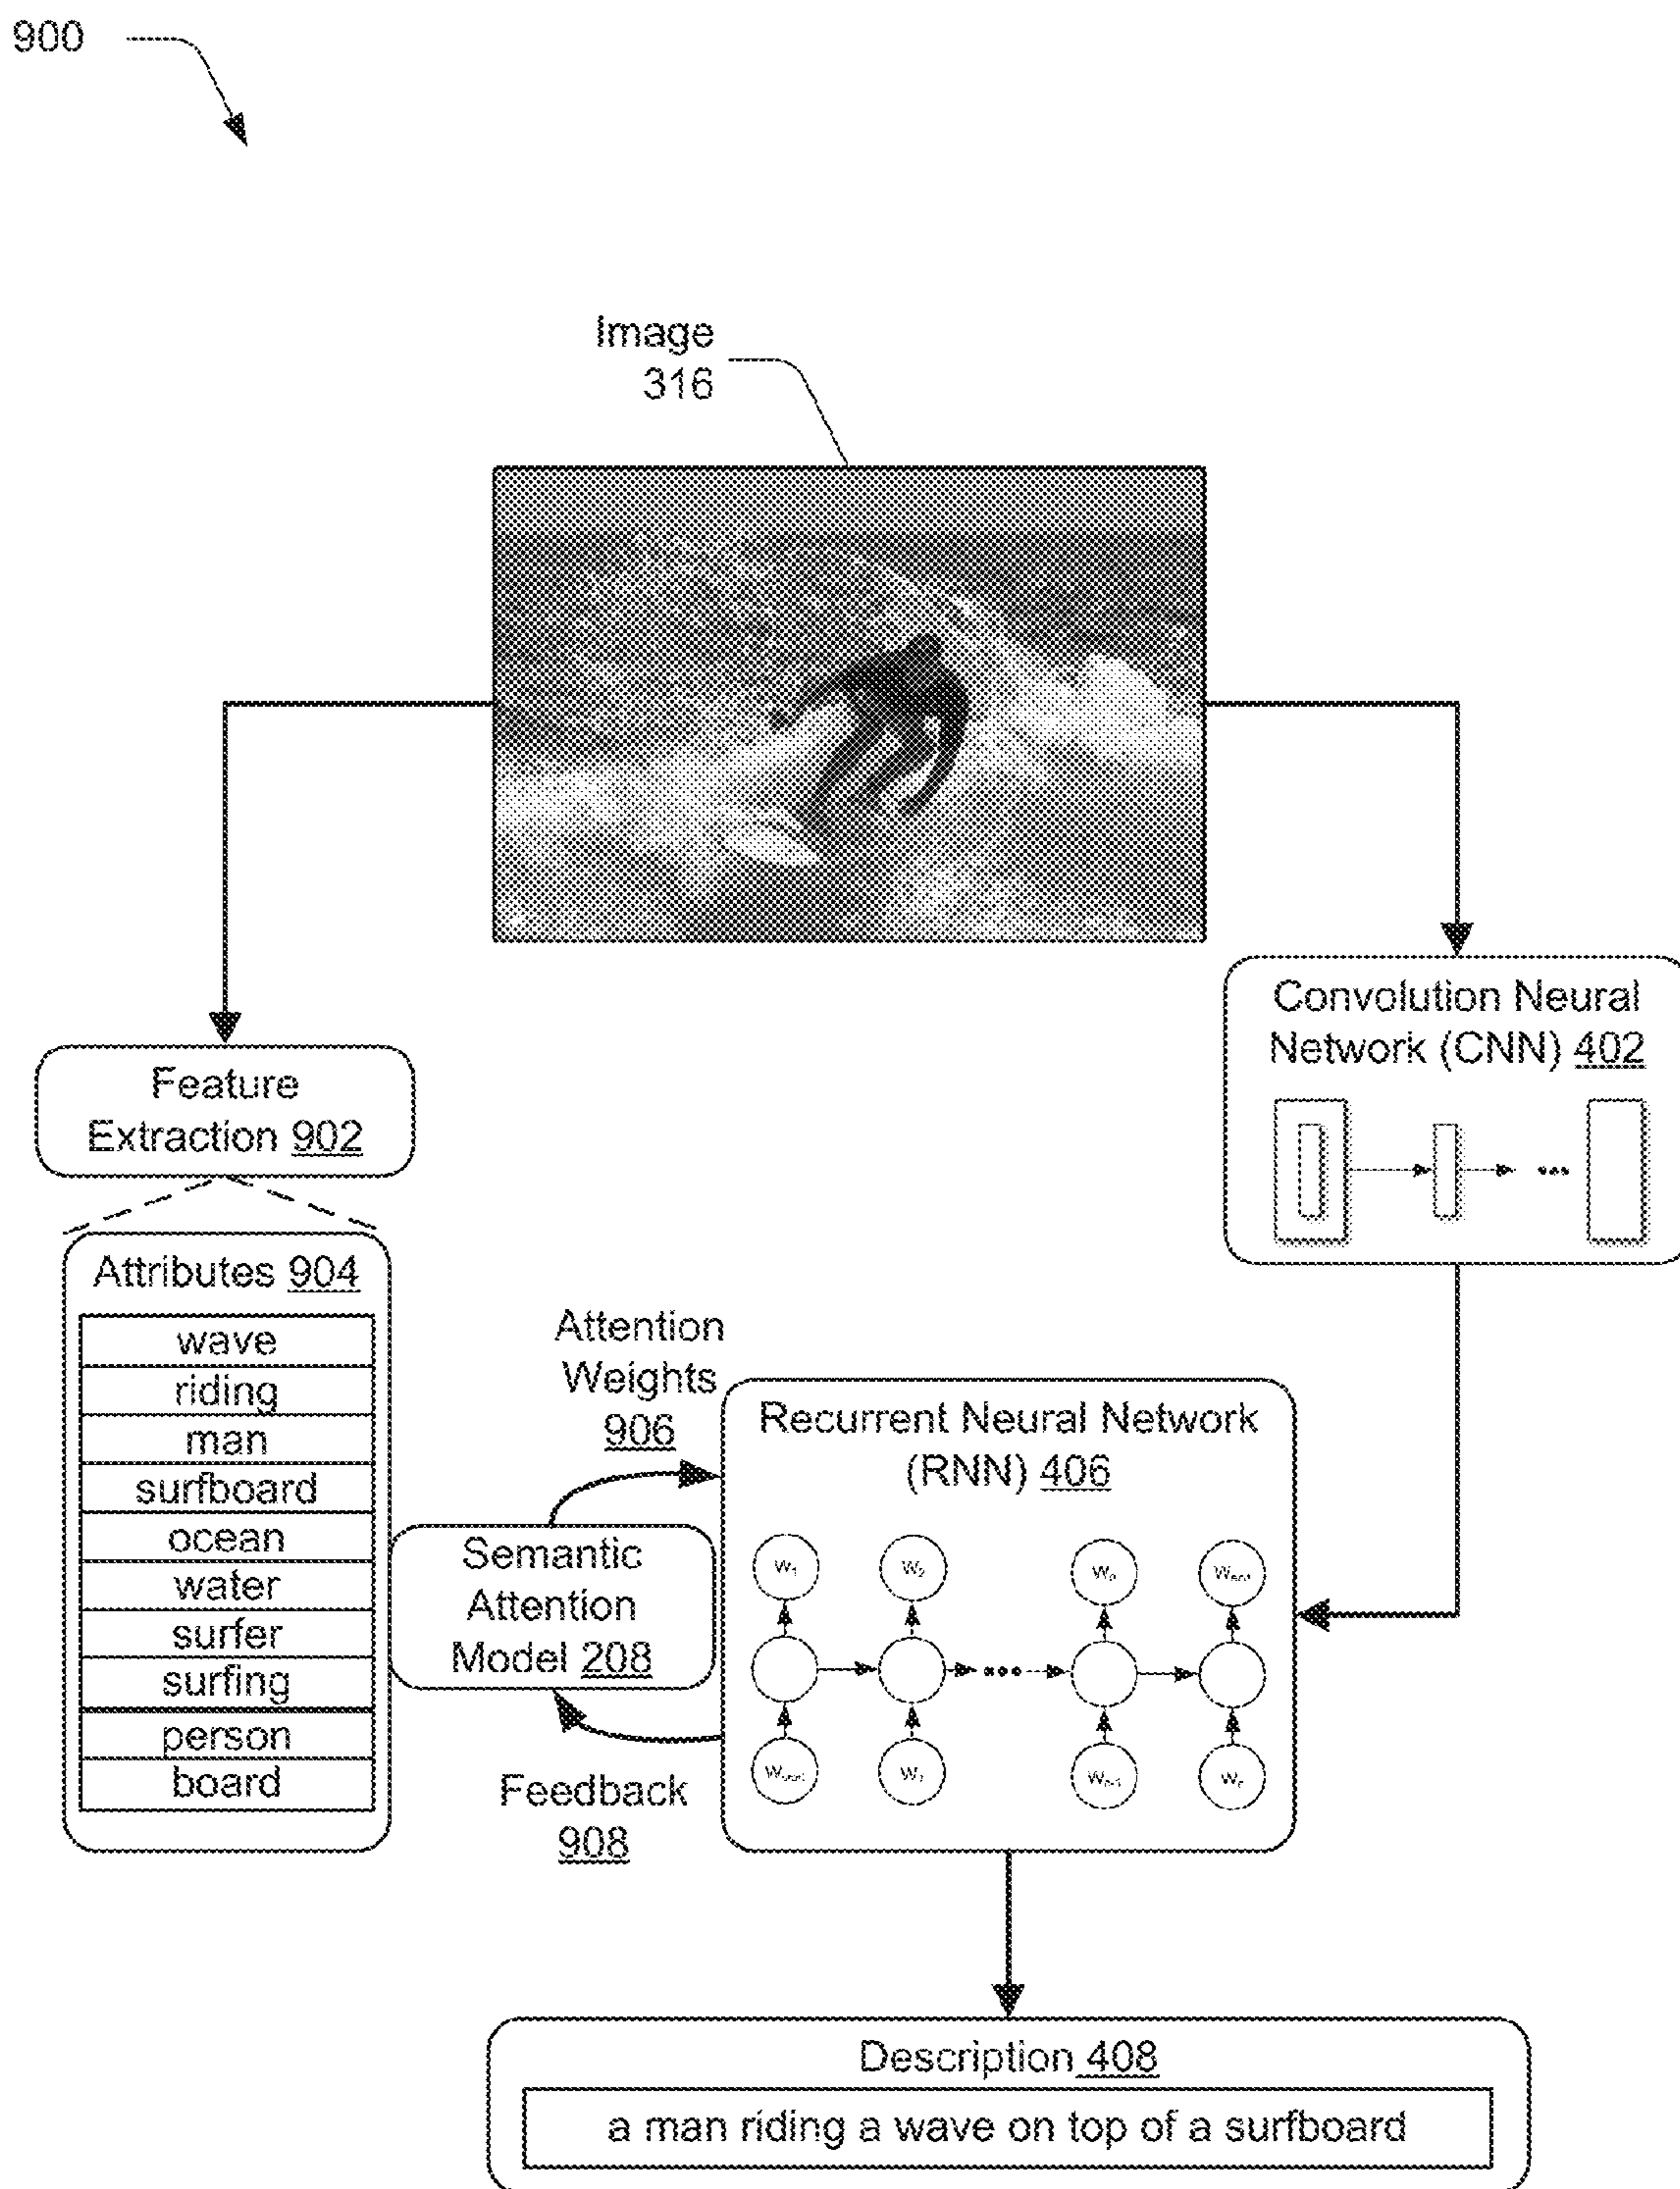 900
Image
316
Convolution Neural
Network (CNN) 402
Feature
Extraction 902
Attributes 904
wave
riding
man
surfboard
ocean
water
surfer
surfing
person
board
Attention
Weights
906
Semantic
Attention
Model 208
Feedback
908
Recurrent Neural Network
(RNN) 406
W₁
W₂
Description 408
a man riding a wave on top of a surfboard